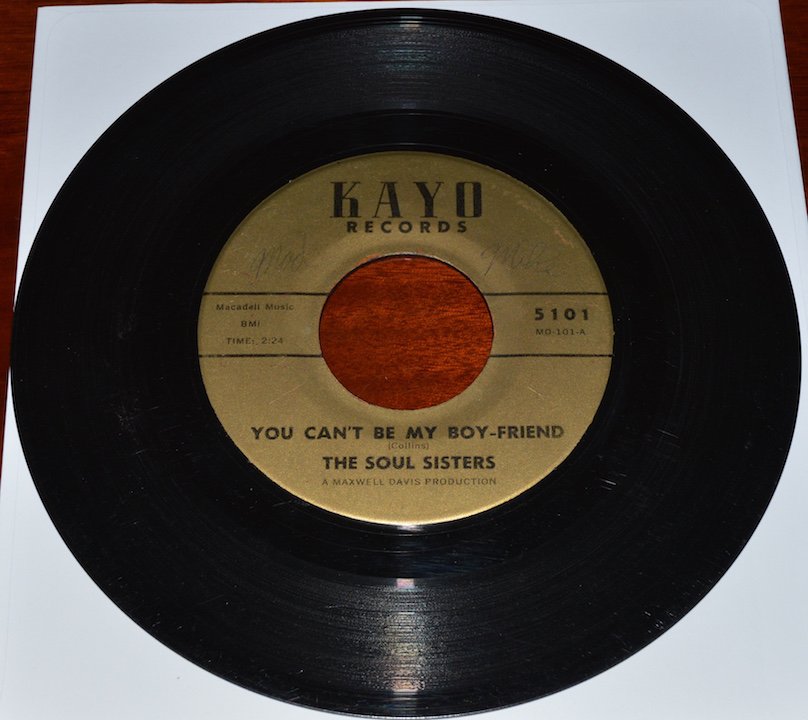 KAYO
RECORDS
Macadell Music
BMI
TIME: 2:24
5101
MO-101-A
YOU CAN'T BE MY BOY-FRIEND
(Collins)
THE SOUL SISTERS
A MAXWELL DAVIS PRODUCTION